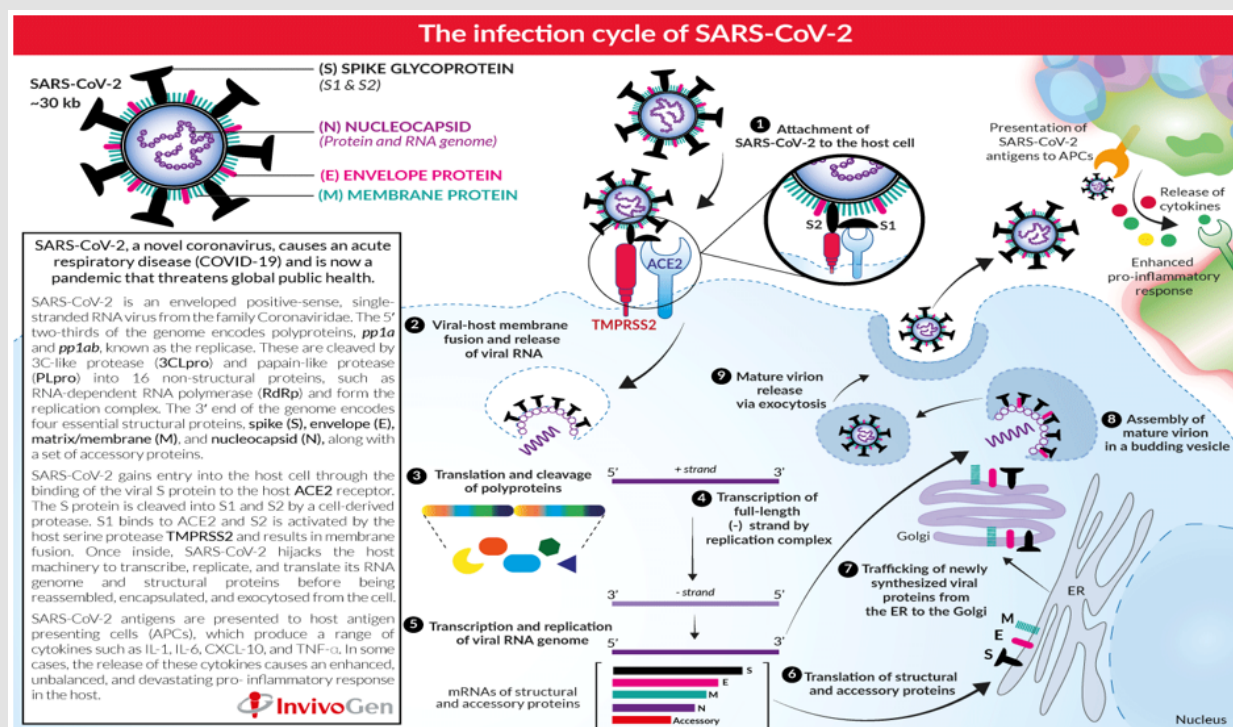 The infection cycle of SARS-CoV-2
SARS-CoV-2
~30 kb
(S) SPIKE GLYCOPROTEIN
(S1 & S2)
(N) NUCLEOCAPSID
(Protein and RNA genome)
(E) ENVELOPE PROTEIN
(M) MEMBRANE PROTEIN
SARS-CoV-2, a novel coronavirus, causes an acute
respiratory disease (COVID-19) and is now a
pandemic that threatens global public health.
SARS-CoV-2 is an enveloped positive-sense, single-
stranded RNA virus from the family Coronaviridae. The 5′
two-thirds of the genome encodes polyproteins, pp1a
and pp1ab, known as the replicase. These are cleaved by
3C-like protease (3CLpro) and papain-like protease
(PLpro) into 16 non-structural proteins, such as
RNA-dependent RNA polymerase (RdRp) and form the
replication complex. The 3′ end of the genome encodes
four essential structural proteins, spike (S), envelope (E),
matrix/membrane (M), and nucleocapsid (N), along with
a set of accessory proteins.
SARS-CoV-2 gains entry into the host cell through the
binding of the viral S protein to the host ACE2 receptor.
The S protein is cleaved into S1 and S2 by a cell-derived
protease. S1 binds to ACE2 and S2 is activated by the
host serine protease TMPRSS2 and results in membrane
fusion. Once inside, SARS-CoV-2 hijacks the host
machinery to transcribe, replicate, and translate its RNA
genome and structural proteins before being
reassembled, encapsulated, and exocytosed from the cell.
SARS-CoV-2 antigens are presented to host antigen
presenting cells (APCs), which produce a range of
cytokines such as IL-1, IL-6, CXCL-10, and TNF-α. In some
cases, the release of these cytokines causes an enhanced,
unbalanced, and devastating pro- inflammatory response
in the host.
InvivoGen
1 Attachment of
SARS-CoV-2 to the host cell
S2
S1
ACE2
TMPRSS2
2 Viral-host membrane
fusion and release
of viral RNA
3 Translation and cleavage
of polyproteins
5′ + strand 3′
4 Transcription of
full-length
(-) strand by
replication complex
- strand
5′
5 Transcription and replication
of viral RNA genome
5′ 3′
mRNAs of structural
and accessory proteins
S
E
M
N
Accessory
6 Translation of structural
and accessory proteins
M
E
S
ER
7 Trafficking of newly
synthesized viral
proteins from
the ER to the Golgi
Golgi
8 Assembly of
mature virion
in a budding vesicle
9 Mature virion
release
via exocytosis
Presentation of
SARS-CoV-2
antigens to APCs
Release of
cytokines
Enhanced
pro-inflammatory
response
Nucleus